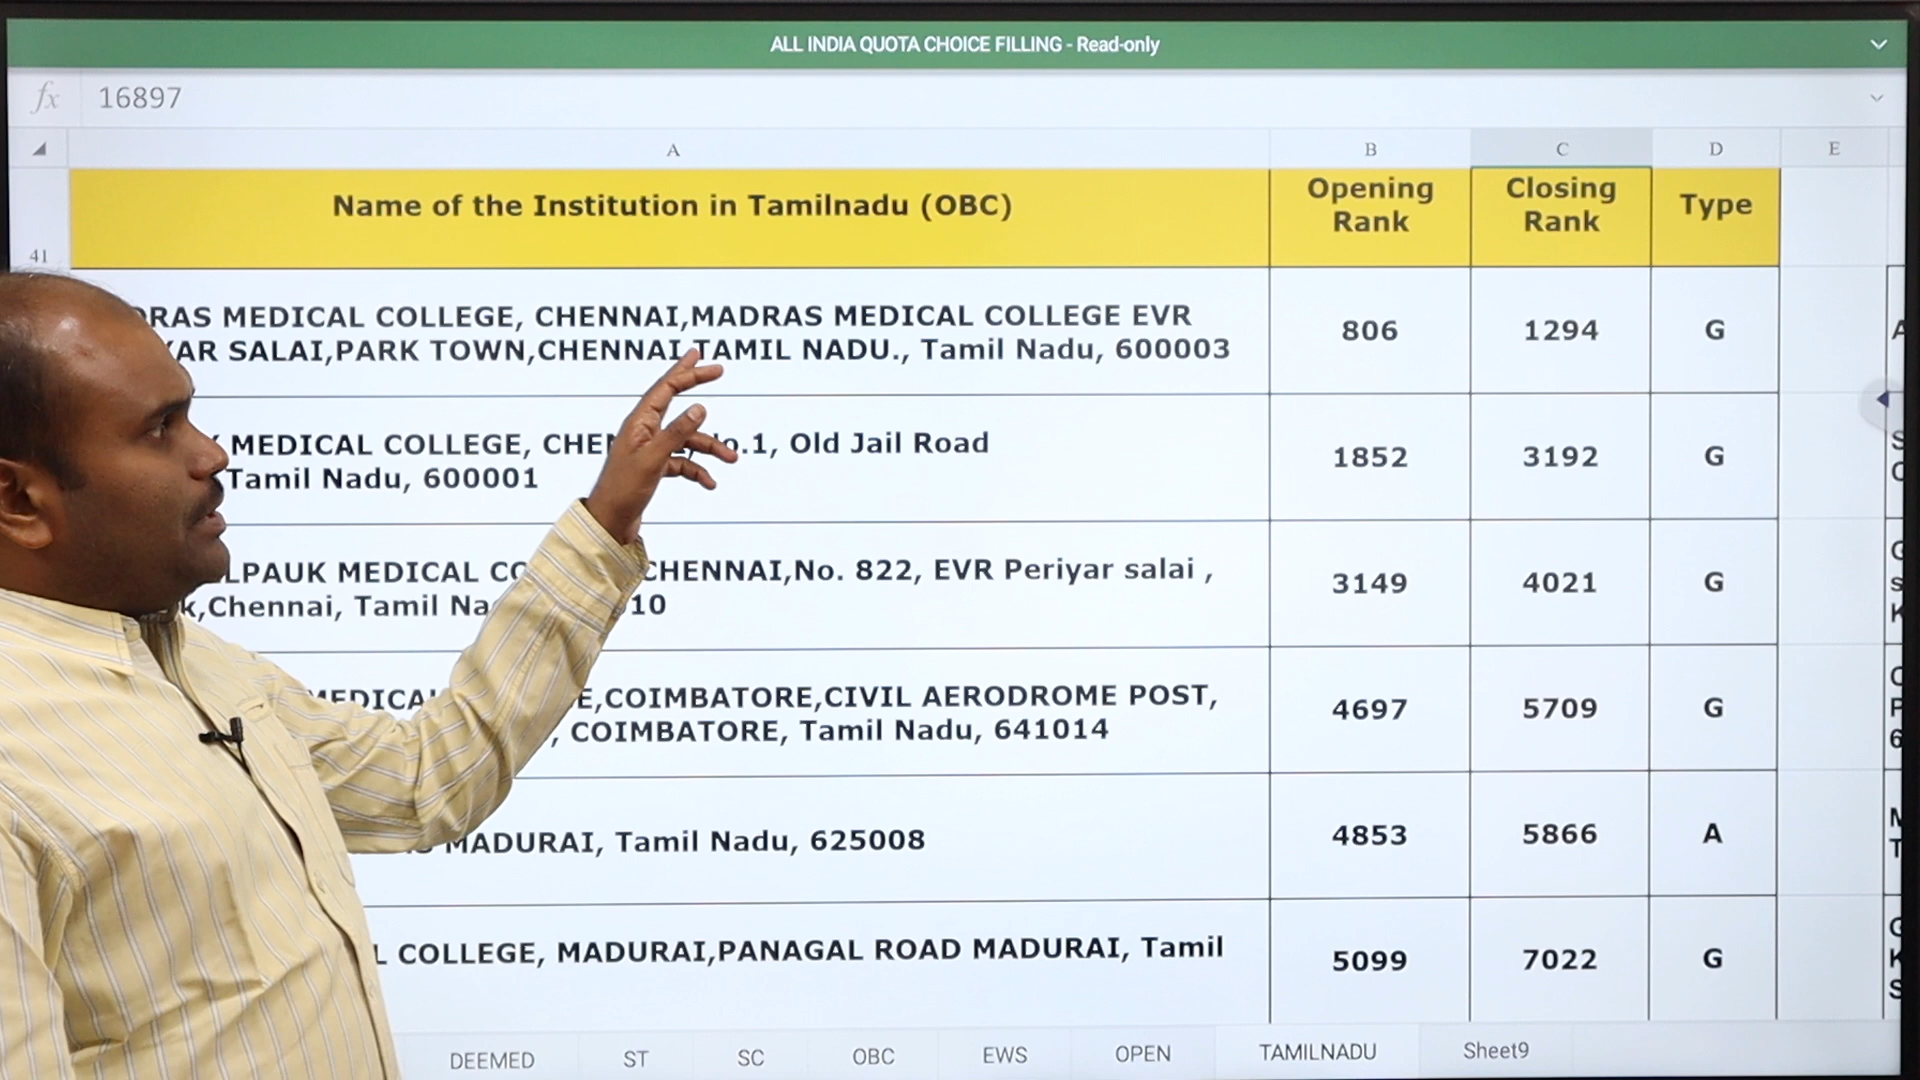 ALL INDIA QUOTA CHOICE FILLING - Read-only
fx 16897
A B C D E
41
Name of the Institution in Tamilnadu (OBC)
Opening
Rank
Closing
Rank
Type
DRAS MEDICAL COLLEGE, CHENNAI,MADRAS MEDICAL COLLEGE EVR
YAR SALAI,PARK TOWN,CHENNAI,TAMIL NADU., Tamil Nadu, 600003
806 1294 G
MEDICAL COLLEGE, .1, Old Jail Road
Tamil Nadu, 600001
1852 3192 G
LPAUK MEDICAL CHENNAI,No. 822, EVR Periyar salai ,
k,Chennai, Tamil 10
3149 4021 G
E,COIMBATORE,CIVIL AERODROME POST,
, COIMBATORE, Tamil Nadu, 641014
4697 5709 G
MADURAI, Tamil Nadu, 625008
4853 5866 A
L COLLEGE, MADURAI,PANAGAL ROAD MADURAI, Tamil
5099 7022 G
DEEMED ST SC OBC EWS OPEN TAMILNADU Sheet9